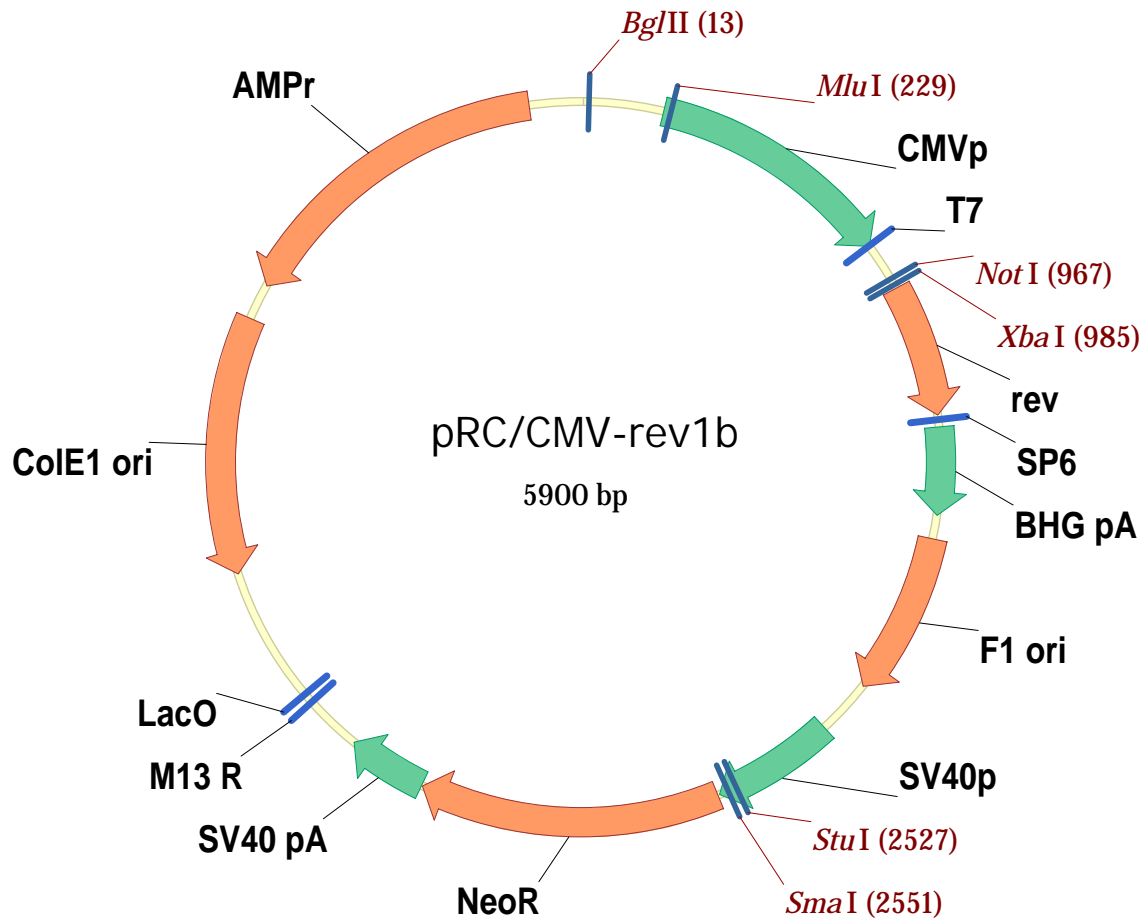 BglII (13)
MluI (229)
CMVp
T7
NotI (967)
XbaI (985)
rev
SP6
BHG pA
F1 ori
SV40p
StuI (2527)
SmaI (2551)
NeoR
SV40 pA
M13 R
LacO
ColE1 ori
AMPr
pRC/CMV-rev1b
5900 bp